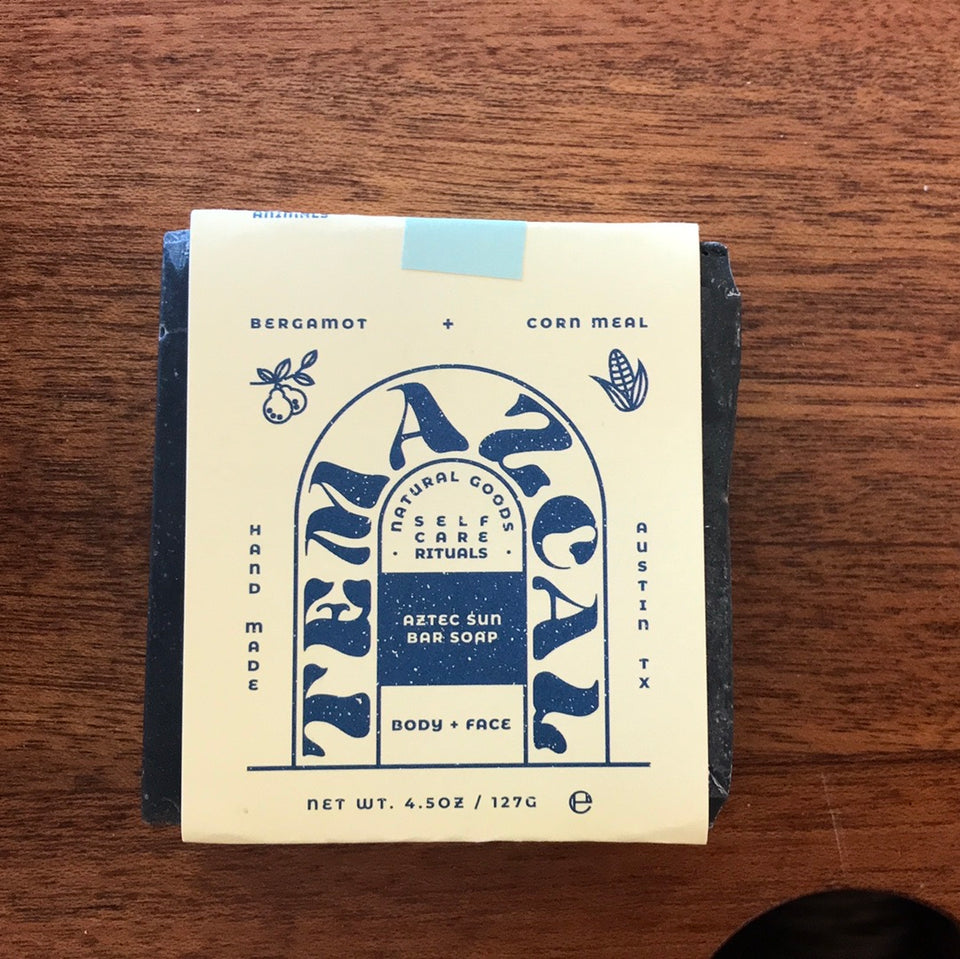 ANIMALS
BERGAMOT + CORN MEAL
TEMAZCAL
NATURAL GOODS
SELF
CARE
RITUALS
AZTEC SUN
BAR SOAP
BODY + FACE
HAND MADE
AUSTIN TX
NET WT. 4.5OZ / 127G ℮